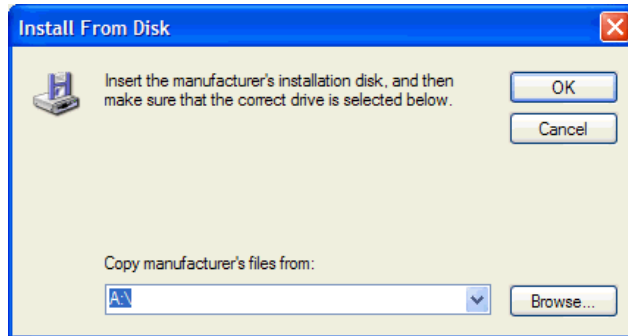 Install From Disk
Insert the manufacturer's installation disk, and then
make sure that the correct drive is selected below.
OK
Cancel
Copy manufacturer's files from:
A:\
Browse...